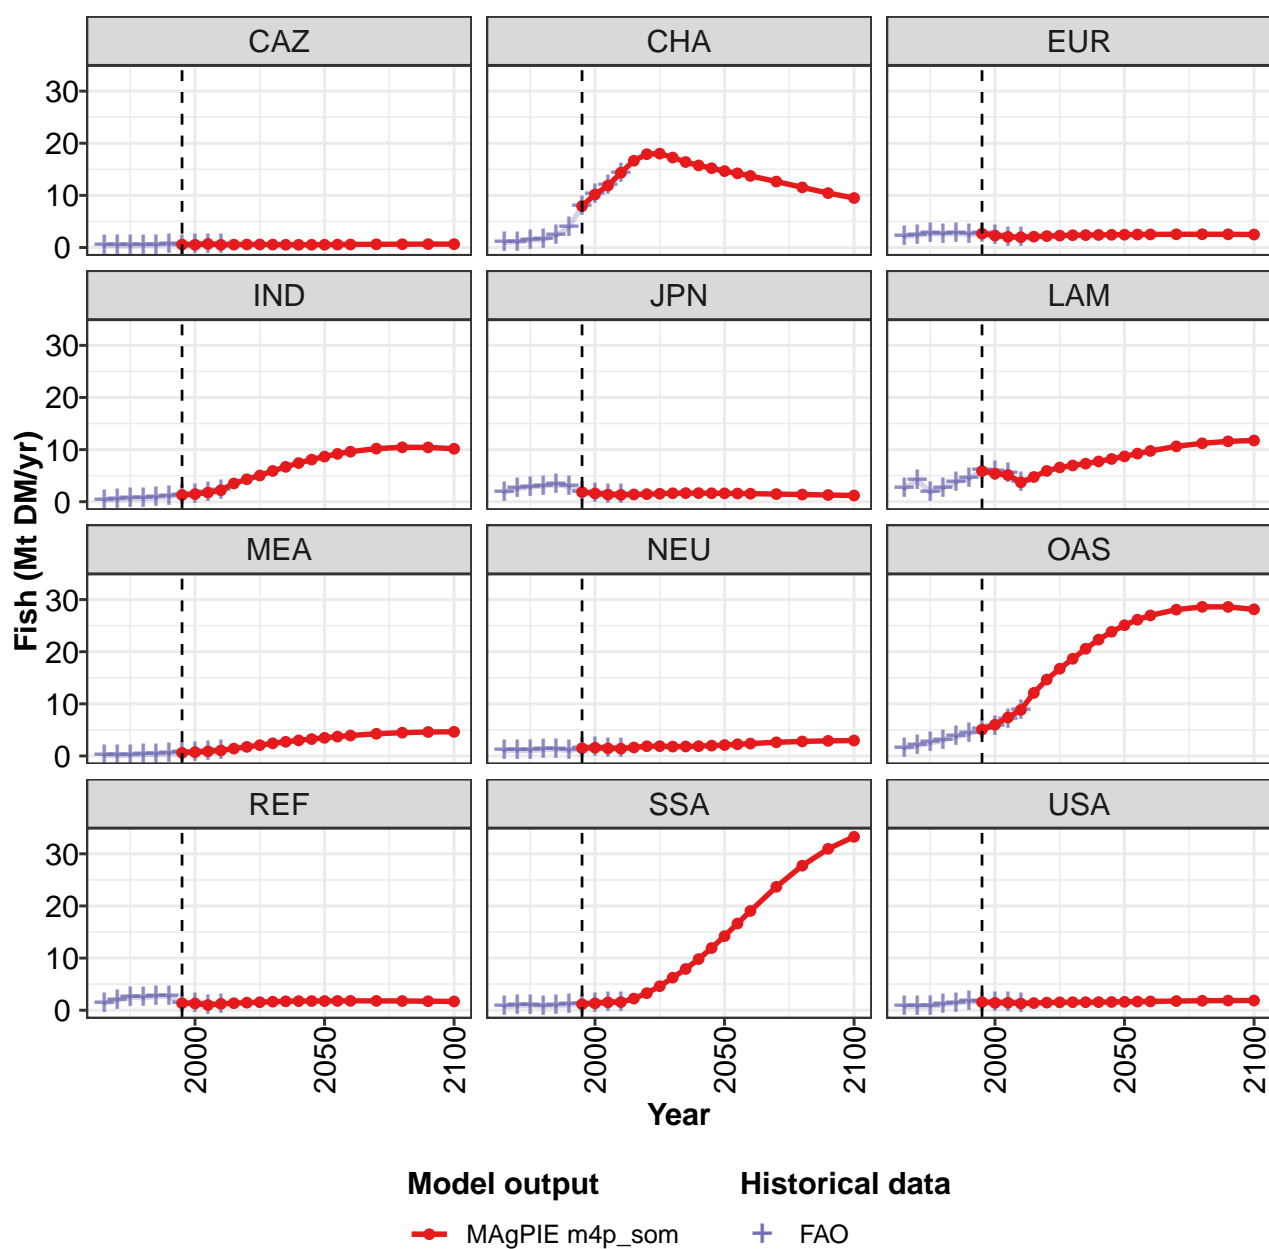 CAZ CHA EUR
30
20
10
0
IND JPN LAM
30
20
10
0
MEA NEU OAS
30
20
10
0
REF SSA USA
30
20
10
0
Fish (Mt DM/yr)
2000 2050 2100 2000 2050 2100 2000 2050 2100
Year
Model output Historical data
MAgPIE m4p_som FAO